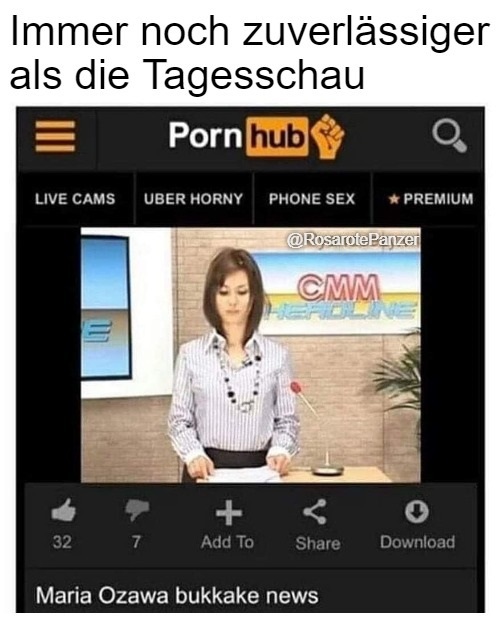 Immer noch zuverlässiger
als die Tagesschau
Porn hub
LIVE CAMS UBER HORNY PHONE SEX PREMIUM
@RosarotePanzer
CMM
HEADLINE
E
32 7 Add To Share Download
Maria Ozawa bukkake news